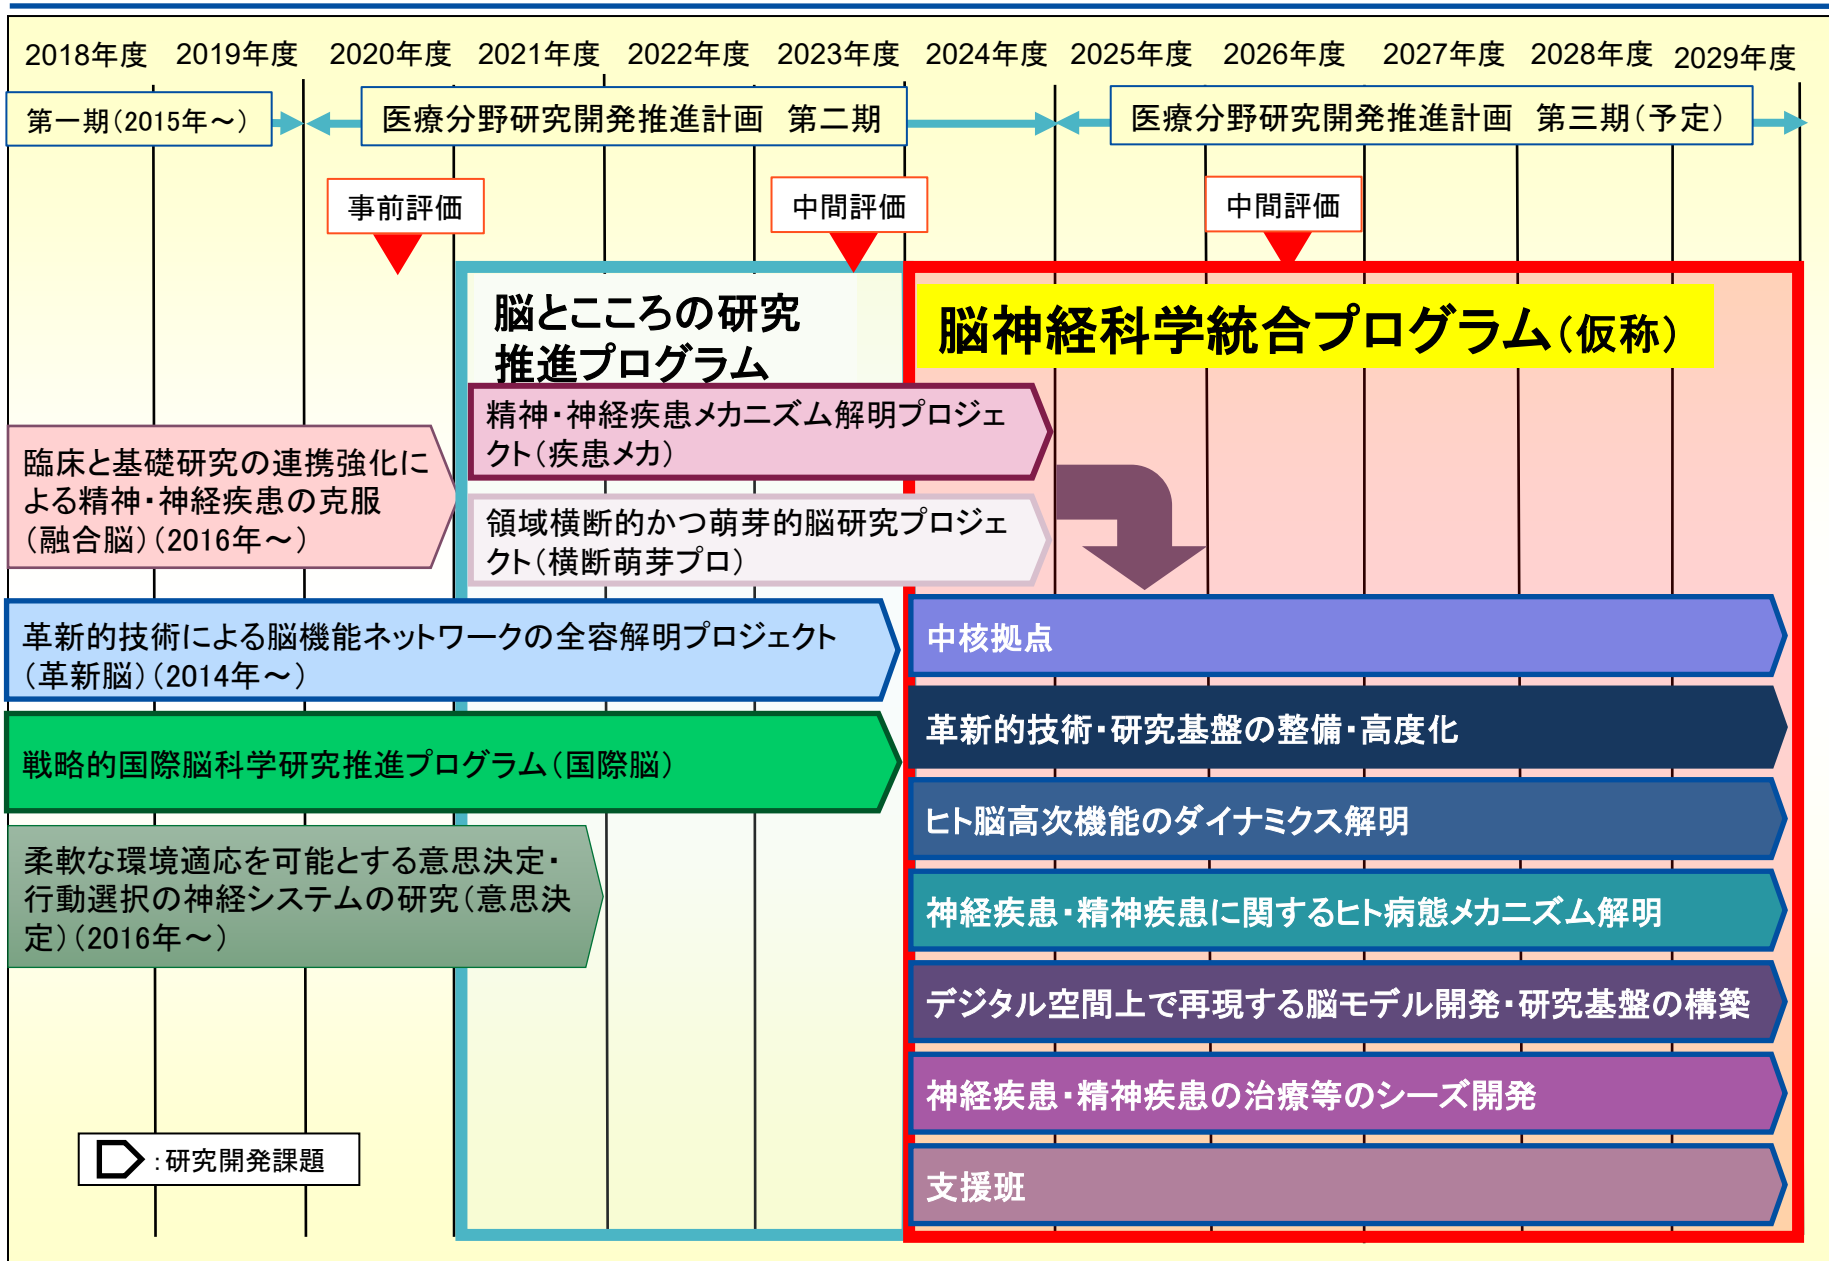 2018年度 2019年度 2020年度 2021年度 2022年度 2023年度 2024年度 2025年度 2026年度 2027年度 2028年度 2029年度
第一期（2015年～）
医療分野研究開発推進計画　第二期
医療分野研究開発推進計画　第三期（予定）
事前評価
中間評価
中間評価
脳とこころの研究
推進プログラム
脳神経科学統合プログラム（仮称）
精神・神経疾患メカニズム解明プロジェ
クト（疾患メカ）
臨床と基礎研究の連携強化に
よる精神・神経疾患の克服
（融合脳）（2016年～）
領域横断的かつ萌芽的脳研究プロジェ
クト（横断萌芽プロ）
革新的技術による脳機能ネットワークの全容解明プロジェクト
（革新脳）（2014年～）
戦略的国際脳科学研究推進プログラム（国際脳）
柔軟な環境適応を可能とする意思決定・
行動選択の神経システムの研究（意思決
定）（2016年～）
中核拠点
革新的技術・研究基盤の整備・高度化
ヒト脳高次機能のダイナミクス解明
神経疾患・精神疾患に関するヒト病態メカニズム解明
デジタル空間上で再現する脳モデル開発・研究基盤の構築
神経疾患・精神疾患の治療等のシーズ開発
支援班
：研究開発課題